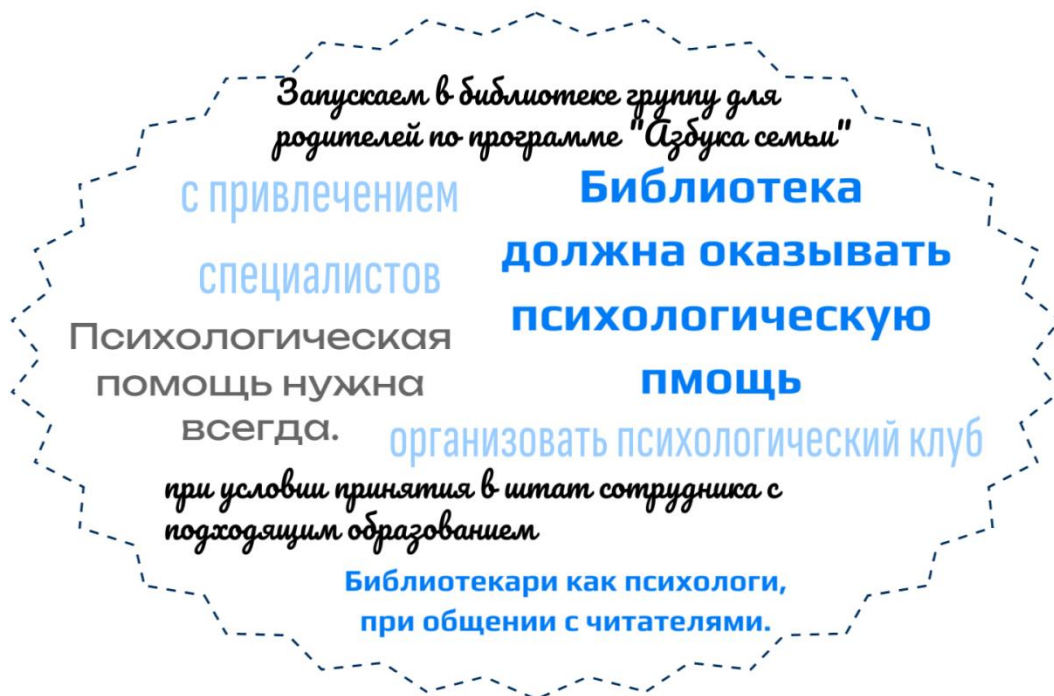 Запускаем в библиотеке группу для
родителей по программе "Азбука семьи"
с привлечением
специалистов
Библиотека
должна оказывать
психологическую
пмощь
Психологическая
помощь нужна
всегда.
организовать психологический клуб
при условии принятия в штат сотрудника с
подходящим образованием
Библиотекари как психологи,
при общении с читателями.